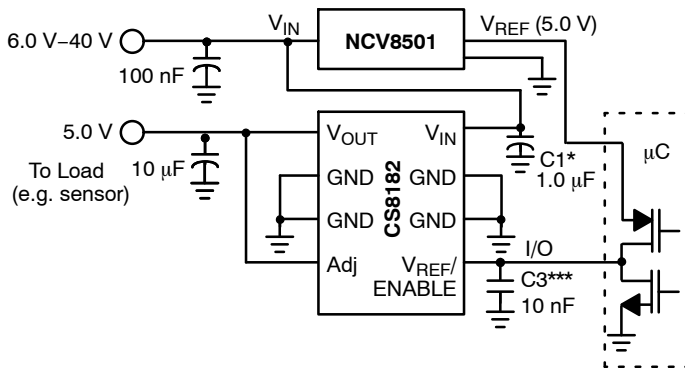 6.0 V–40 V
V_IN
NCV8501
V_REF (5.0 V)
100 nF
5.0 V
V_OUT
V_IN
C1*
1.0 μF
μC
To Load
(e.g. sensor)
10 μF
GND
GND
CS8182
GND
GND
I/O
Adj
V_REF/
ENABLE
C3***
10 nF